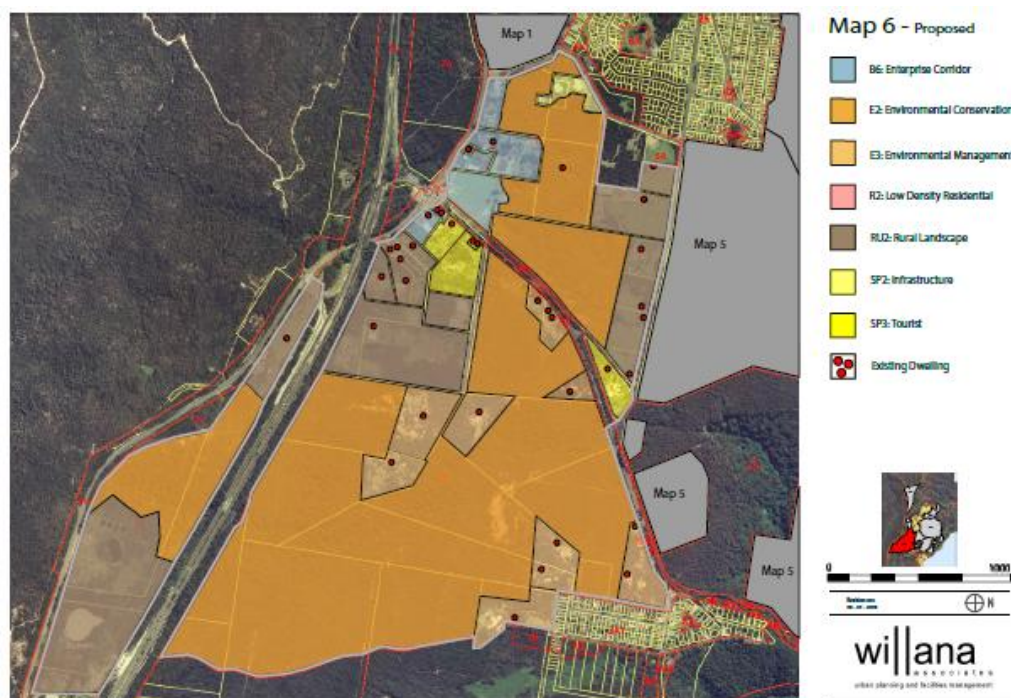 Map 6 - Proposed
B6: Enterprise Corridor
E2: Environmental Conservation
E3: Environmental Management
R2: Low Density Residential
RU2: Rural Landscape
SP2: Infrastructure
SP3: Tourist
Existing Dwelling
Map 1
Map 5
Map 5
Map 5
0
1000
N
willana
associates
urban planning and facilities management